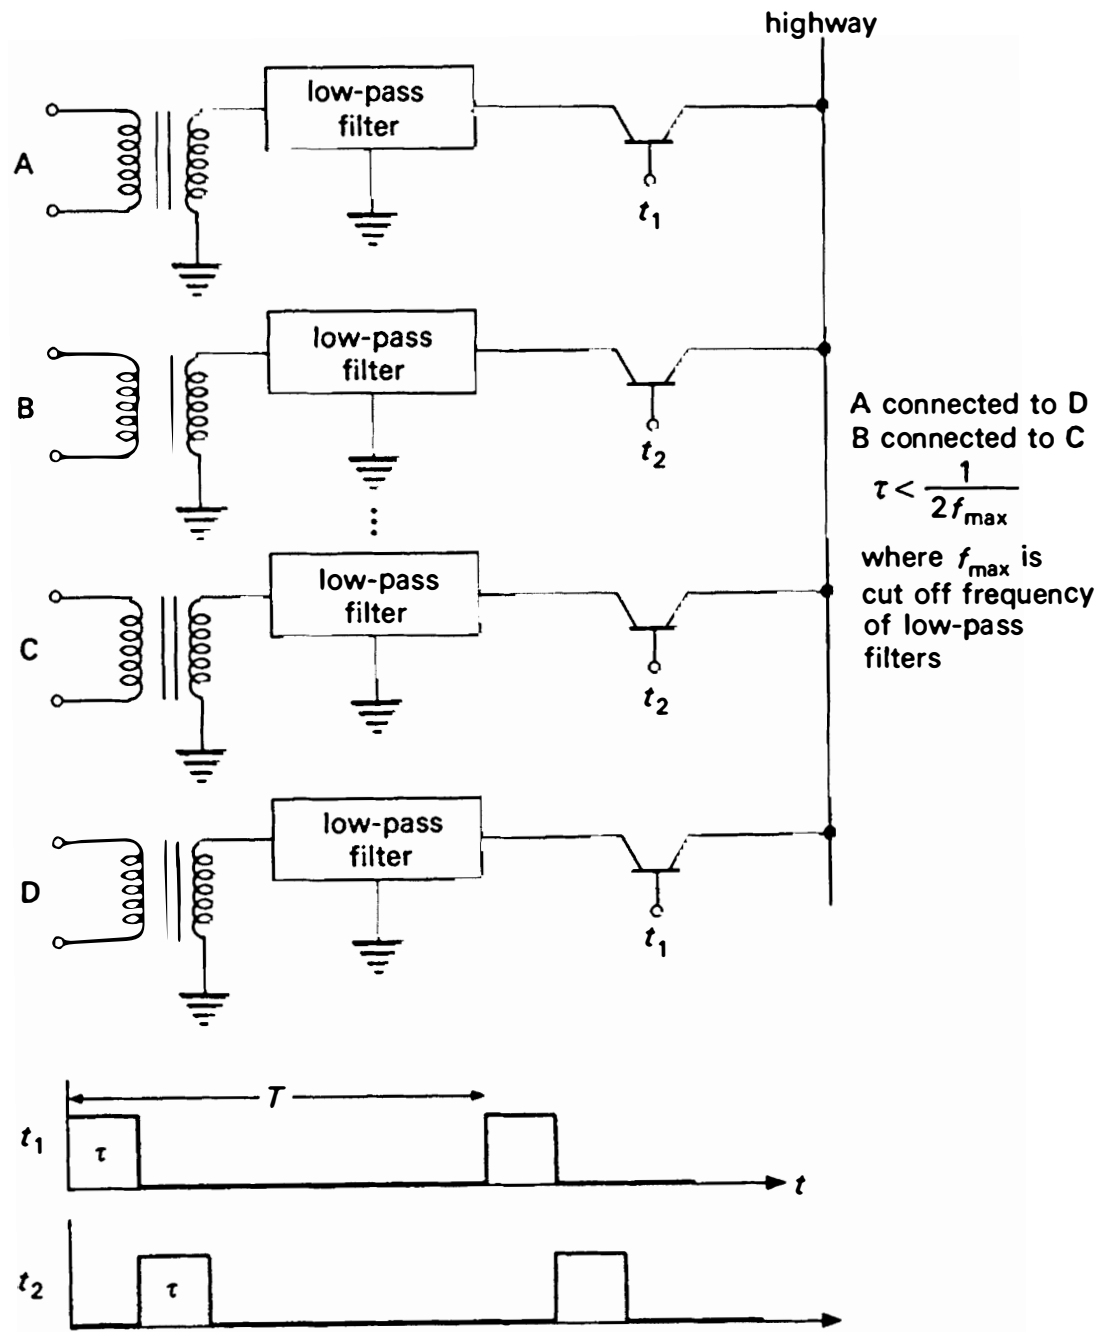 highway
low-pass
filter
A
t1
low-pass
filter
B
t2
A connected to D
B connected to C
τ < 1/2fmax
where fmax is
cut off frequency
of low-pass
filters
low-pass
filter
C
t2
low-pass
filter
D
t1
T
t1
τ
t
t2
τ